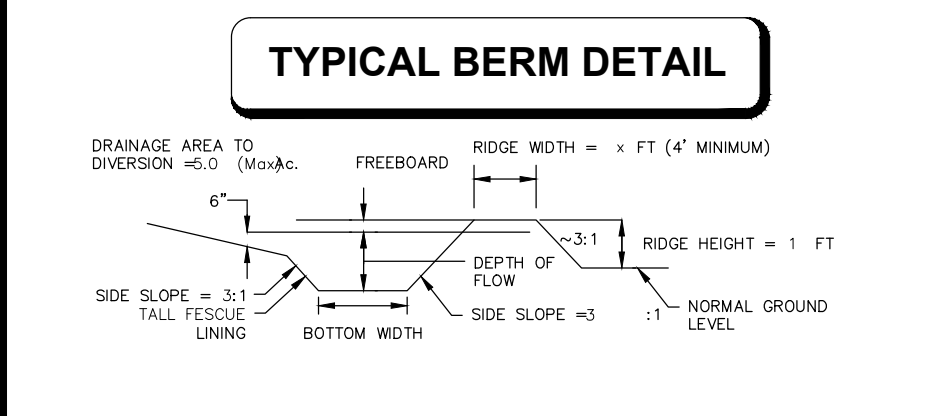 TYPICAL BERM DETAIL
DRAINAGE AREA TO
DIVERSION =5.0 (Max)Ac.
FREEBOARD
RIDGE WIDTH = x FT (4' MINIMUM)
6"
~3:1
RIDGE HEIGHT = 1 FT
DEPTH OF
FLOW
SIDE SLOPE = 3:1
TALL FESCUE
LINING
BOTTOM WIDTH
SIDE SLOPE =3 :1
NORMAL GROUND
LEVEL